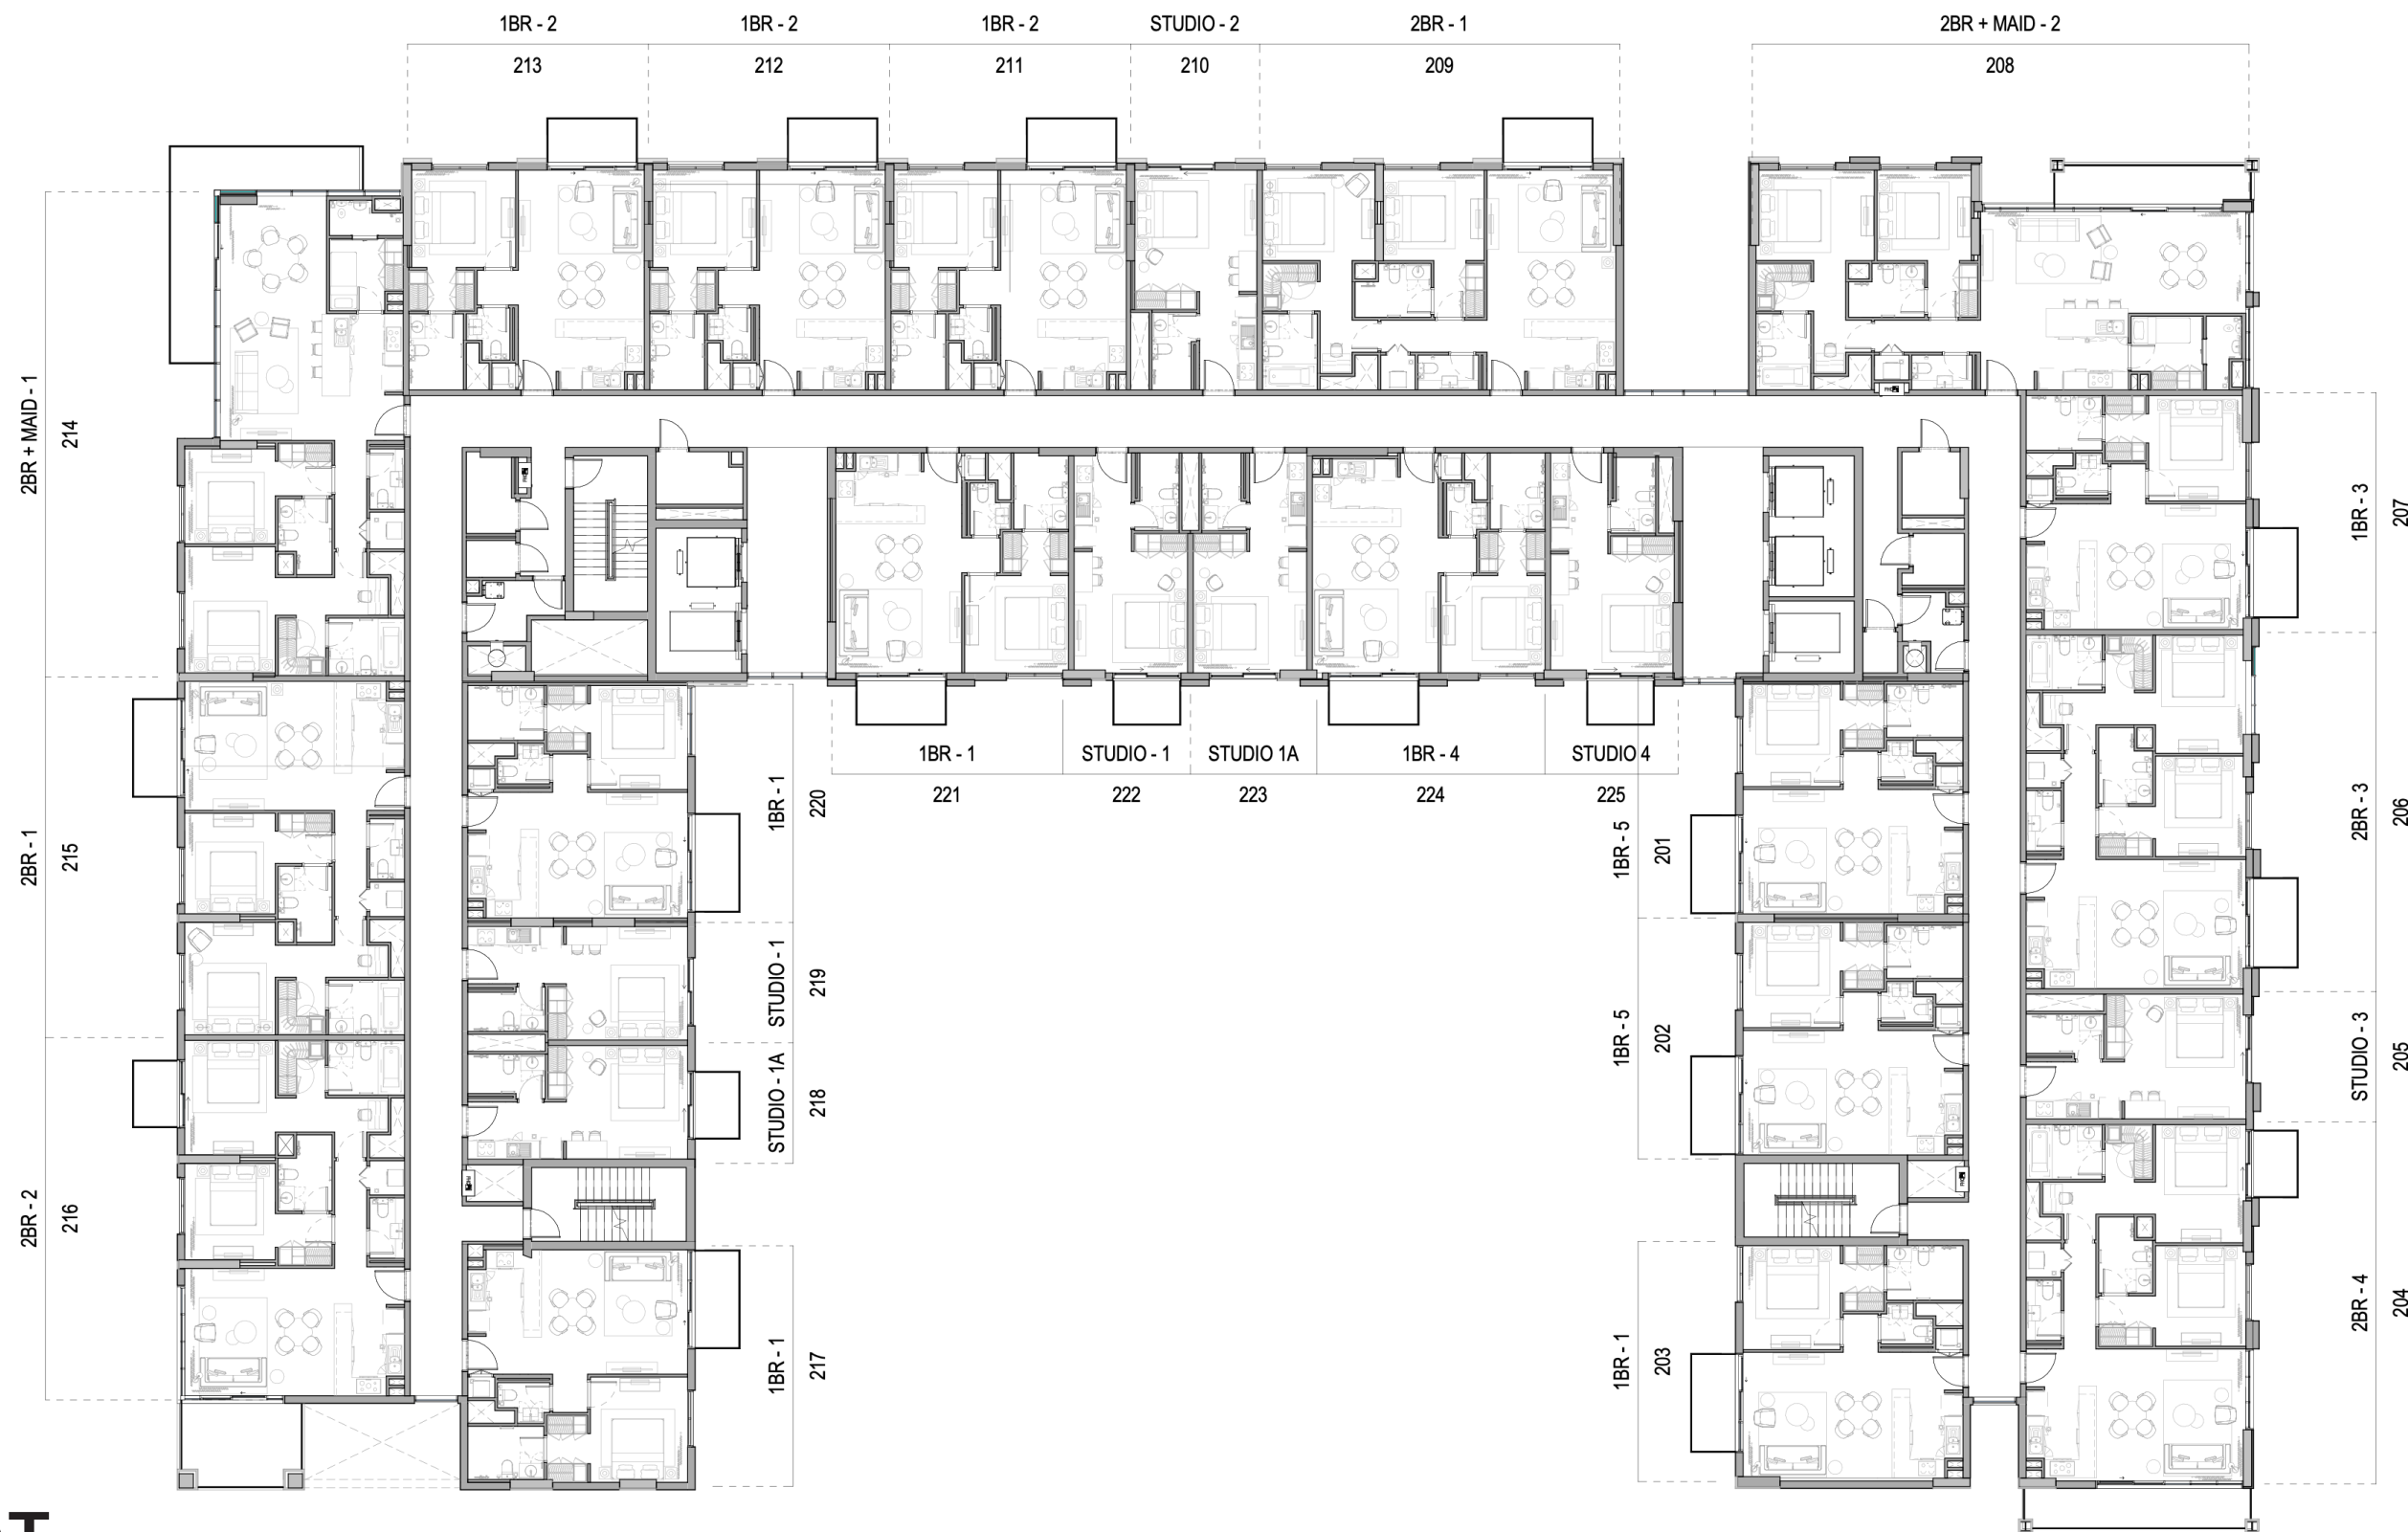 1BR - 2
1BR - 2
1BR - 2
STUDIO - 2
2BR - 1
2BR + MAID - 2
213
212
211
210
209
208
2BR + MAID - 1
214
2BR - 1
215
2BR - 2
216
1BR - 1
220
STUDIO - 1
219
STUDIO - 1A
218
1BR - 1
217
1BR - 1
STUDIO - 1
STUDIO 1A
1BR - 4
STUDIO 4
221
222
223
224
225
1BR - 5
201
1BR - 5
202
1BR - 1
203
1BR - 3
207
2BR - 3
206
STUDIO - 3
205
2BR - 4
204